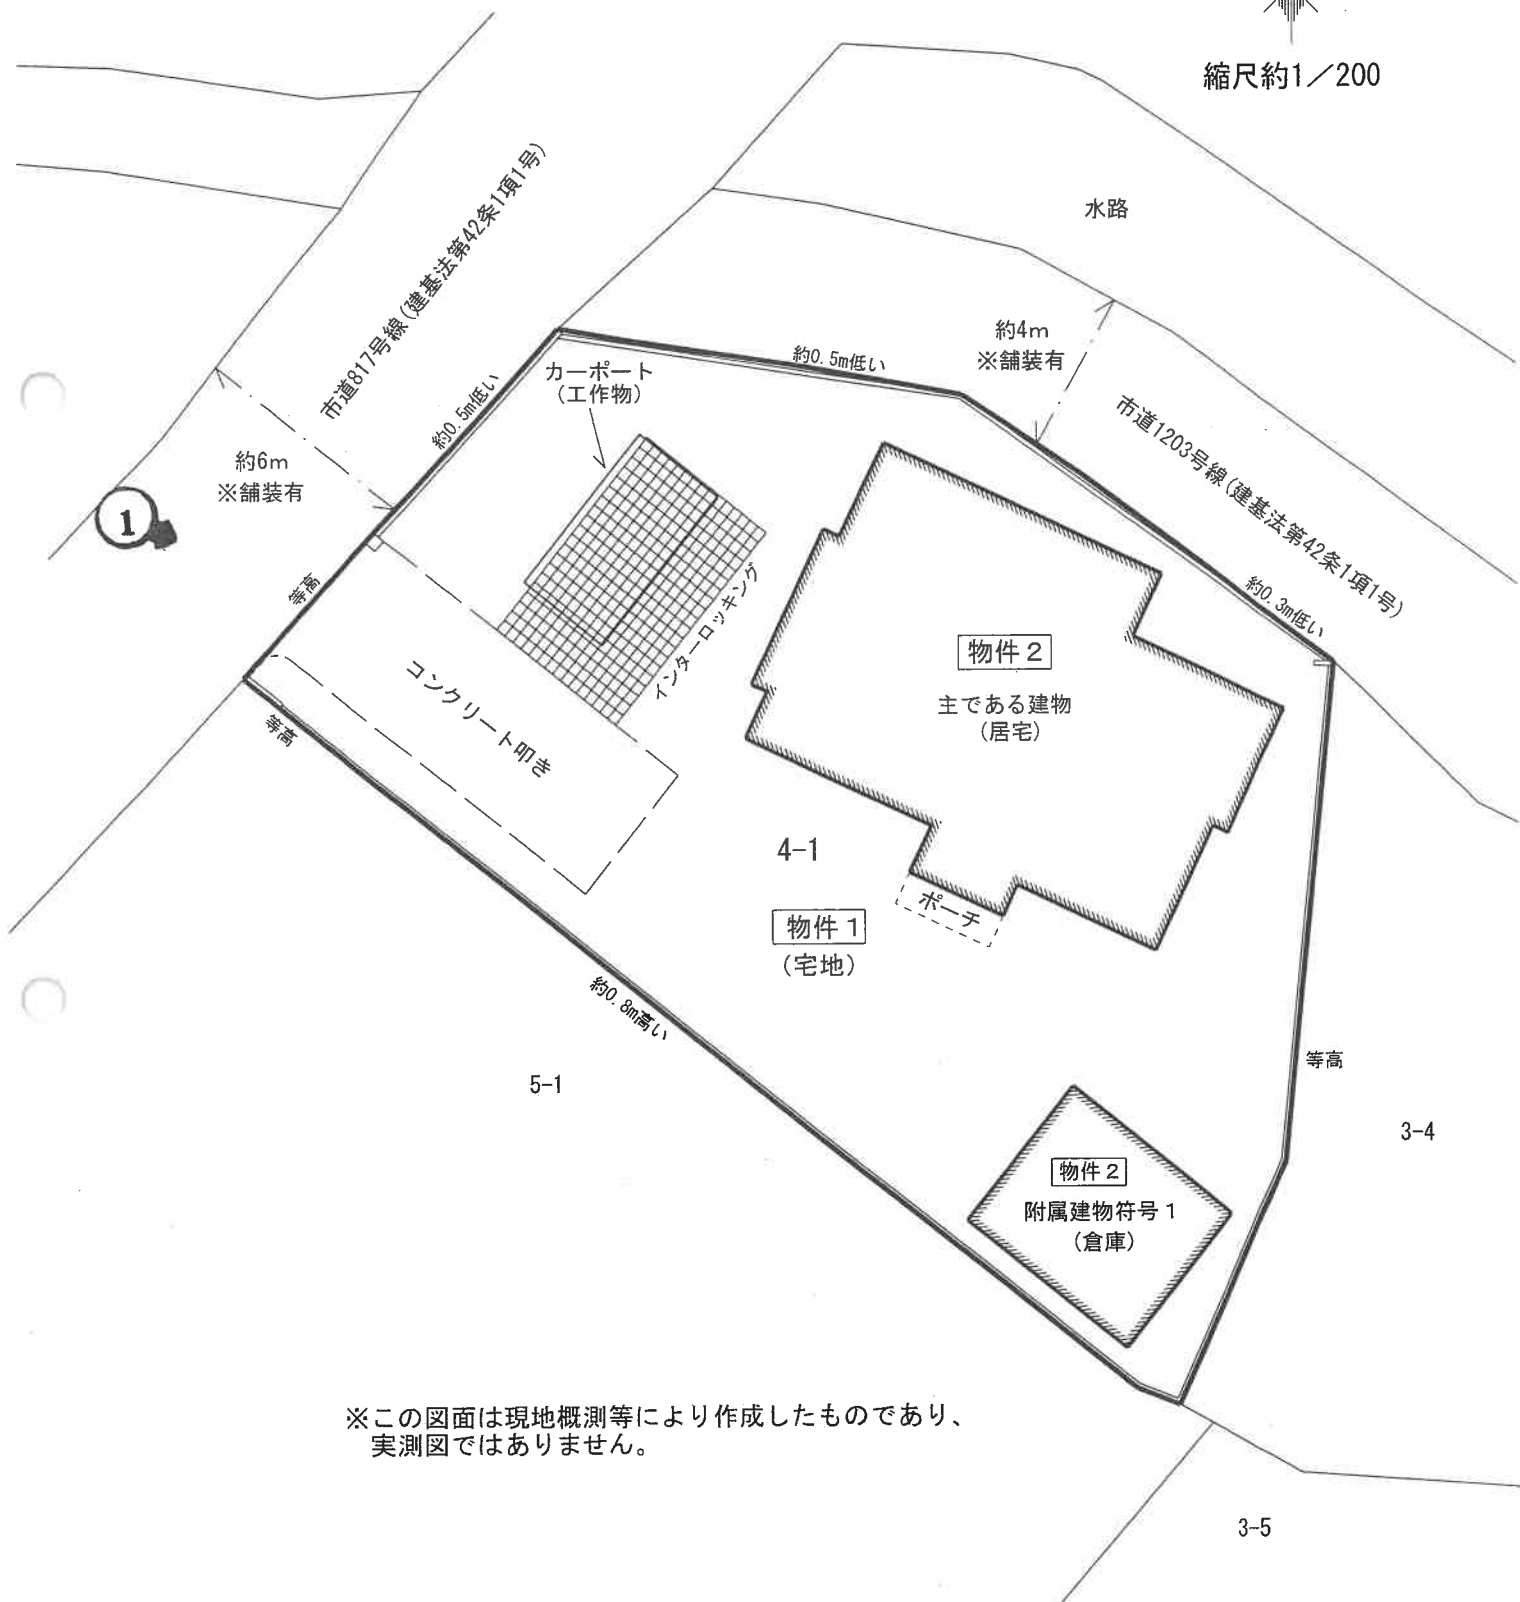 縮尺約1／200
水路
市道817号線(建基法第42条1項1号)
約4m
※舗装有
約0.5m低い
カーポート
(工作物)
約0.5m低い
市道1203号線(建基法第42条1項1号)
約6m
※舗装有
1
等高
インターロッキング
約0.3m低い
物件2
主である建物
(居宅)
コンクリート叩き
等高
4-1
ポーチ
物件1
(宅地)
約0.8m高い
等高
5-1
3-4
物件2
附属建物符号1
(倉庫)
※この図面は現地概測等により作成したものであり、
実測図ではありません。
3-5